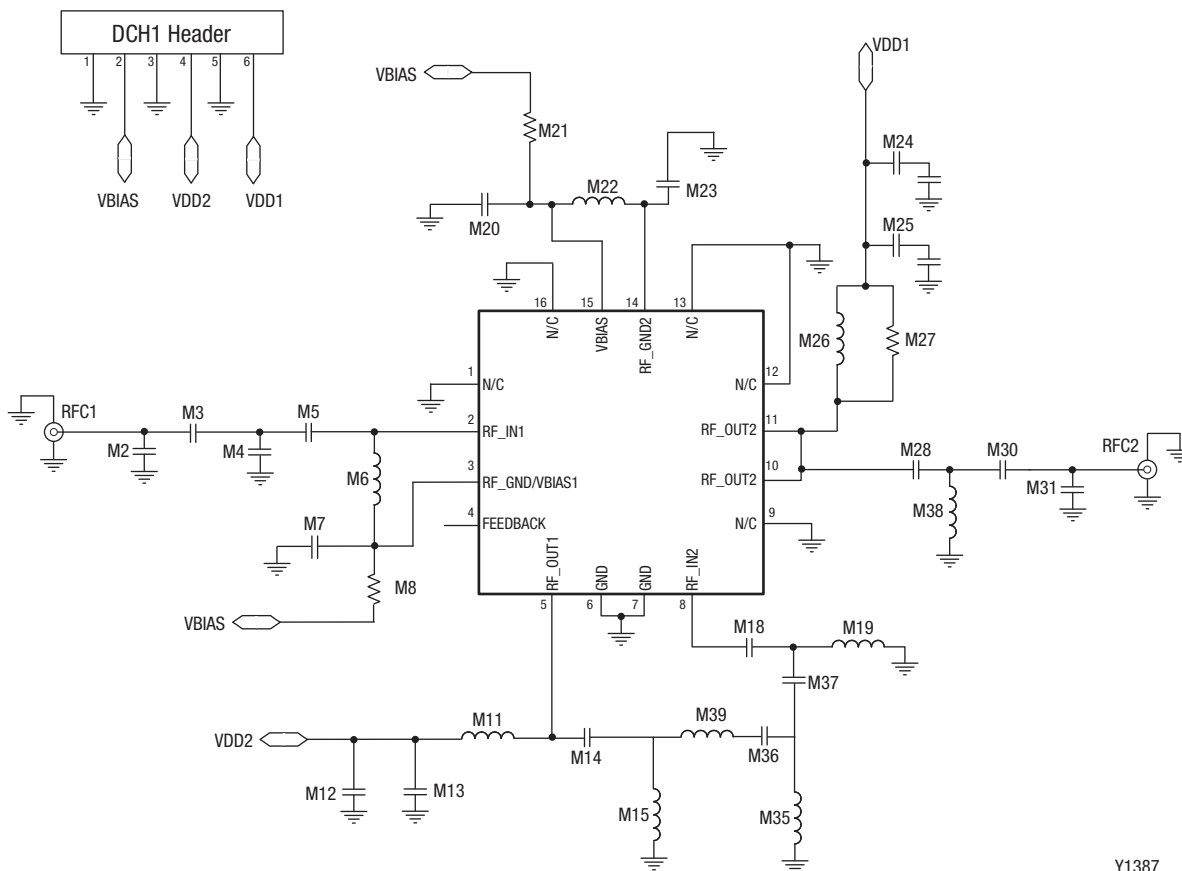 DCH1 Header
1 2 3 4 5 6
VBIAS VDD2 VDD1
VBIAS
VDD1
M21
M24
M22
M23
M20
M25
16 15 14 13
N/C VBIAS RF_GND2 N/C
M26 M27
1 N/C
12 N/C
RFC1 M3 M5
2 RF_IN1
11 RF_OUT2
M2 M4
M6
3 RF_GND/VBIAS1
10 RF_OUT2
M28 M30 RFC2
M38 M31
4 FEEDBACK
9 N/C
M7
M8
RF_OUT1 GND GND RF_IN2
5 6 7 8
VBIAS
M18 M19
M37
VDD2 M11 M14 M39 M36
M12 M13 M15 M35
Y1387